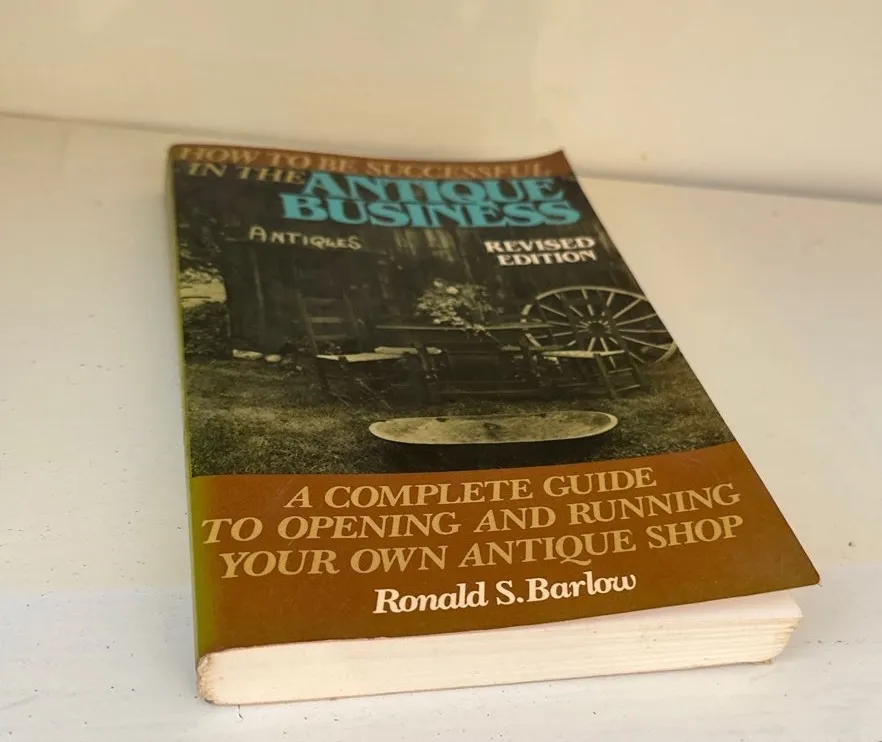 HOW TO BE SUCCESSFUL
IN THE ANTIQUE
BUSINESS
ANTIQUES
REVISED
EDITION
A COMPLETE GUIDE
TO OPENING AND RUNNING
YOUR OWN ANTIQUE SHOP
Ronald S. Barlow